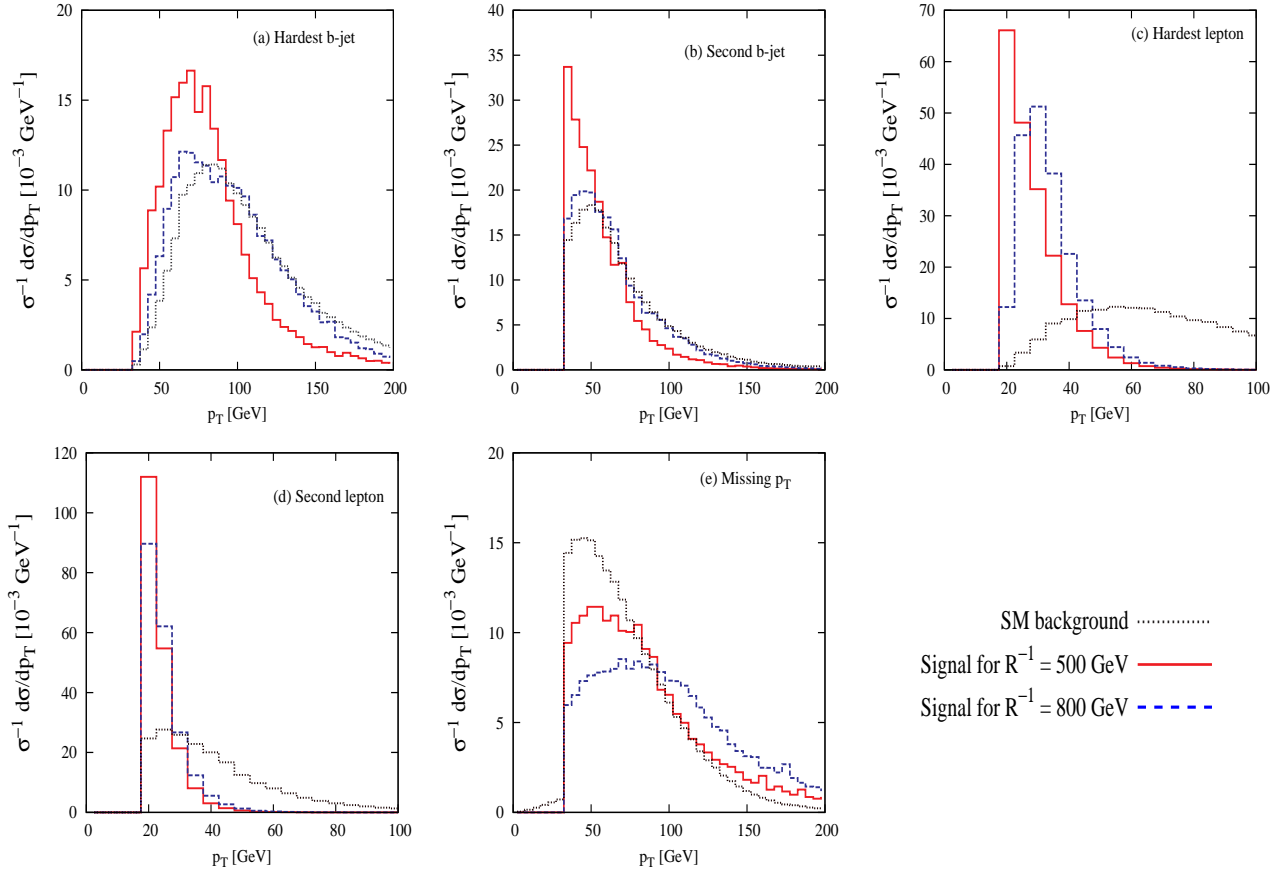 20
15
10
5
0
0 50 100 150 200
σ⁻¹ dσ/dp_T [10⁻³ GeV⁻¹]
p_T [GeV]
(a) Hardest b-jet
40
35
30
25
20
15
10
5
0
0 50 100 150 200
σ⁻¹ dσ/dp_T [10⁻³ GeV⁻¹]
p_T [GeV]
(b) Second b-jet
70
60
50
40
30
20
10
0
0 20 40 60 80 100
σ⁻¹ dσ/dp_T [10⁻³ GeV⁻¹]
p_T [GeV]
(c) Hardest lepton
120
100
80
60
40
20
0
0 20 40 60 80 100
σ⁻¹ dσ/dp_T [10⁻³ GeV⁻¹]
p_T [GeV]
(d) Second lepton
20
15
10
5
0
0 50 100 150 200
σ⁻¹ dσ/dp_T [10⁻³ GeV⁻¹]
p_T [GeV]
(e) Missing p_T
SM background
Signal for R⁻¹ = 500 GeV
Signal for R⁻¹ = 800 GeV